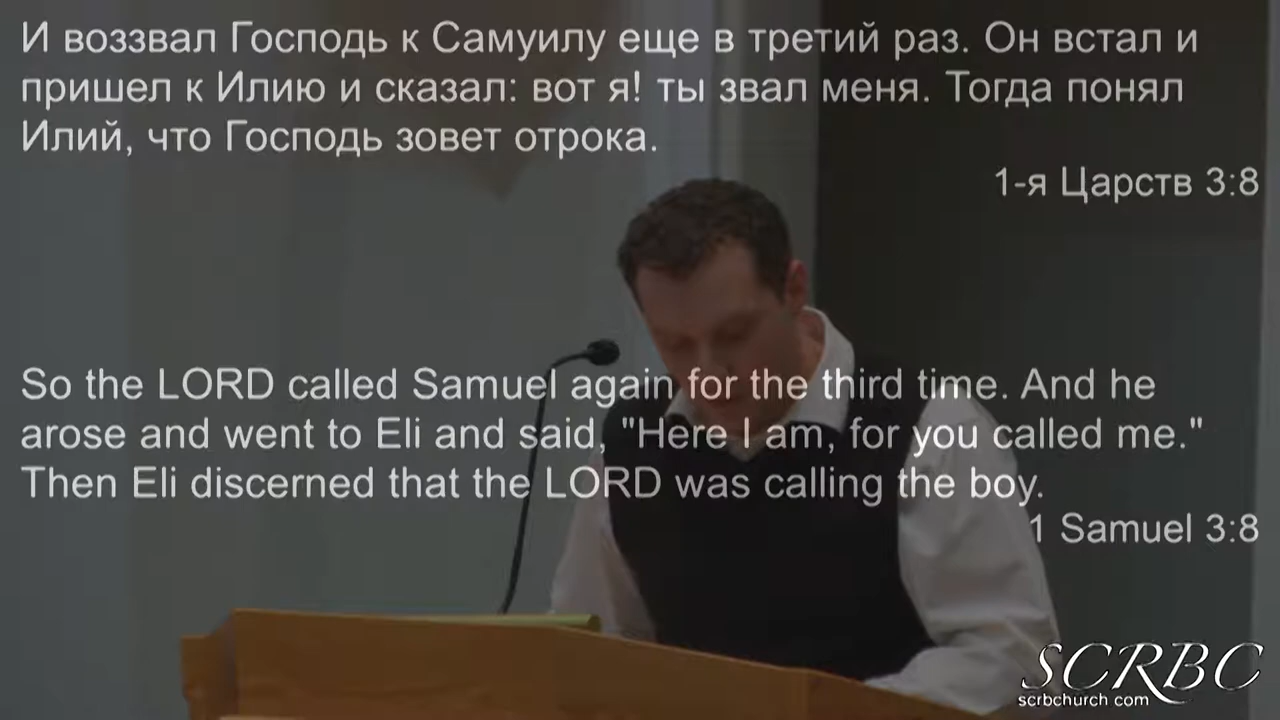 И воззвал Господь к Самуилу еще в третий раз. Он встал и
пришел к Илию и сказал: вот я! ты звал меня. Тогда понял
Илий, что Господь зовет отрока.
1-я Царств 3:8
So the LORD called Samuel again for the third time. And he
arose and went to Eli and said, "Here I am, for you called me."
Then Eli discerned that the LORD was calling the boy.
1 Samuel 3:8
SCRBC
scrbchurch com